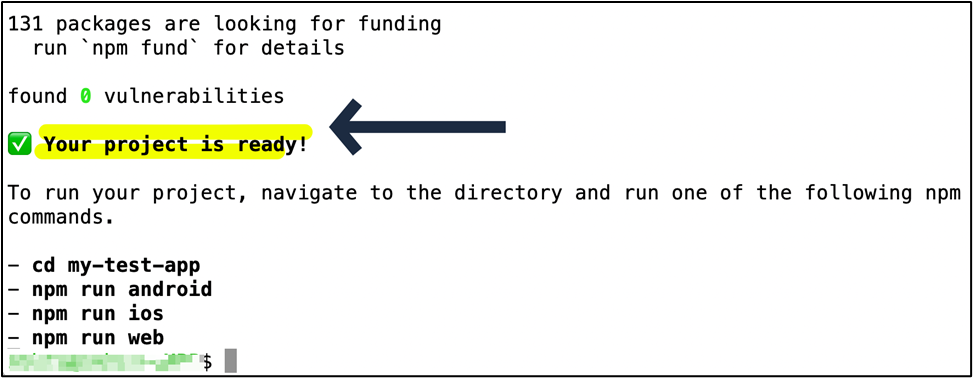 131 packages are looking for funding
run `npm fund` for details
found 0 vulnerabilities
✅ Your project is ready!
To run your project, navigate to the directory and run one of the following npm
commands.
- cd my-test-app
- npm run android
- npm run ios
- npm run web
$